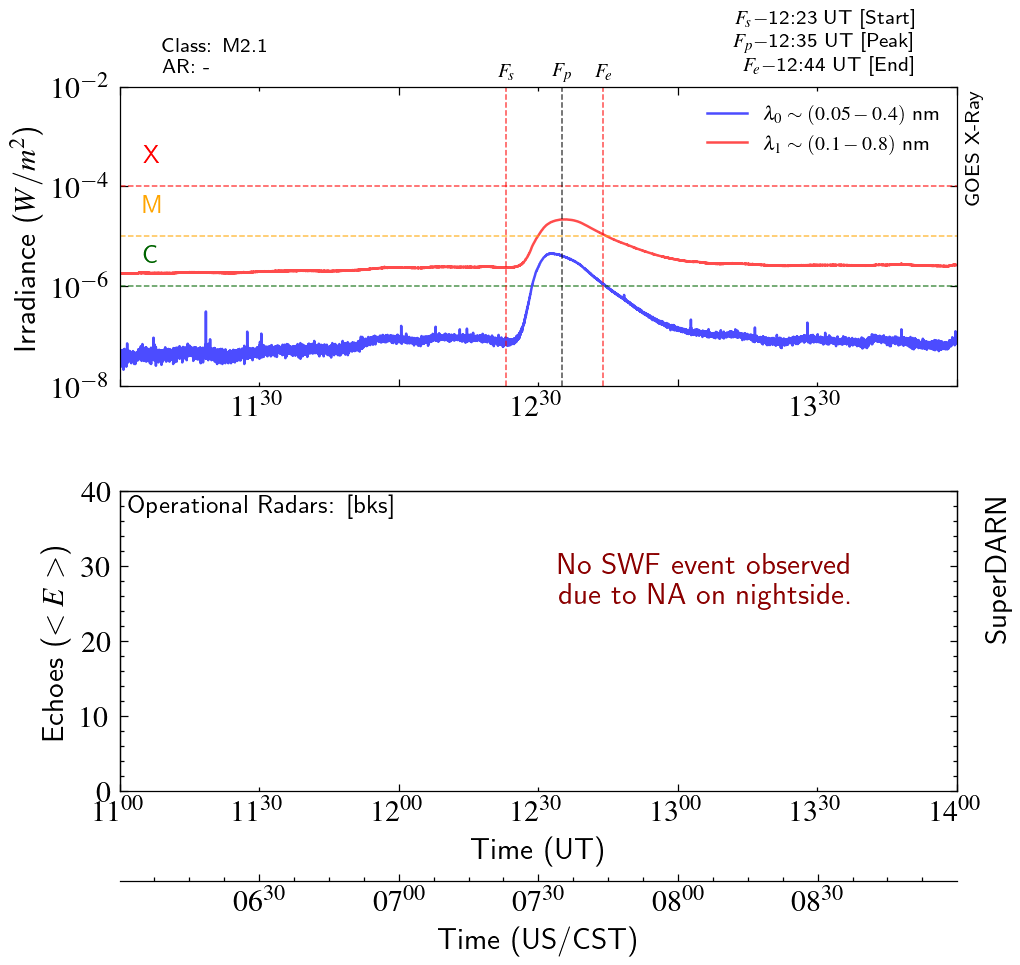 F_s−12:23 UT [Start]
Class: M2.1
F_p−12:35 UT [Peak]
AR: -
F_e−12:44 UT [End]
F_s
F_p
F_e
10^−2
λ_0 ∼ (0.05 − 0.4) nm
λ_1 ∼ (0.1 − 0.8) nm
X
10^−4
M
C
10^−6
10^−8
Irradiance (W/m^2)
GOES X-Ray
11^30
12^30
13^30
40
Operational Radars: [bks]
30
No SWF event observed
due to NA on nightside.
20
10
0
Echoes (< E >)
SuperDARN
11^00
11^30
12^00
12^30
13^00
13^30
14^00
Time (UT)
06^30
07^00
07^30
08^00
08^30
Time (US/CST)